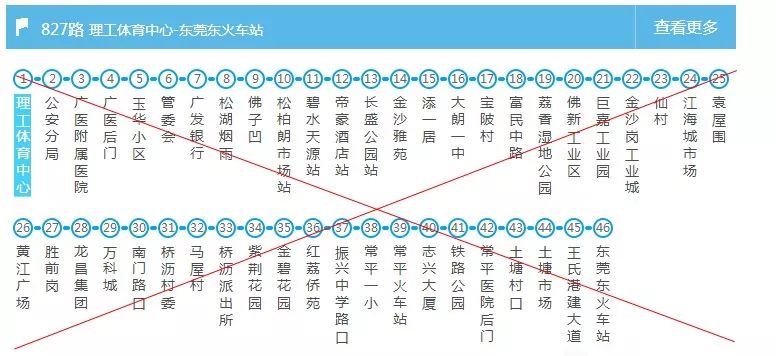 827路 理工体育中心-东莞东火车站
查看更多
1 2 3 4 5 6 7 8 9 10 11 12 13 14 15 16 17 18 19 20 21 22 23 24 25
理工体育中心
公安分局
广医附属医院
广医后门
玉华小区
管委会
广发银行
松湖烟雨
佛子凹
松柏朗市场站
碧水天源站
帝豪酒店站
长盛公园站
金沙雅苑
添一居
大朗一中
宝陂村
富民中路
荔香湿地公园
佛新工业区
巨嘉工业园
金沙岗工业城
仙村
江海城市场
袁屋围
26 27 28 29 30 31 32 33 34 35 36 37 38 39 40 41 42 43 44 45 46
黄江广场
胜前岗
龙昌集团
万科城
南门路口
桥沥村委
马屋村
桥沥派出所
紫荆花园
金碧花园
红荔侨苑
振兴中学路口
常平一小
常平火车站
志兴大厦
铁路公园
常平医院后门
土塘村口
土塘市场
王氏港建大道
东莞东火车站